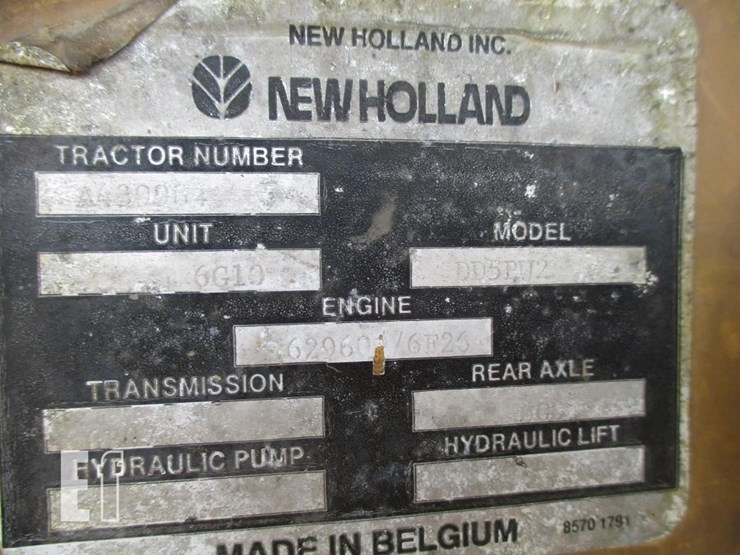 NEW HOLLAND INC.
NEW HOLLAND
TRACTOR NUMBER
UNIT
6G10
MODEL
ENGINE
TRANSMISSION
REAR AXLE
HYDRAULIC PUMP
HYDRAULIC LIFT
MADE IN BELGIUM
8570 1791